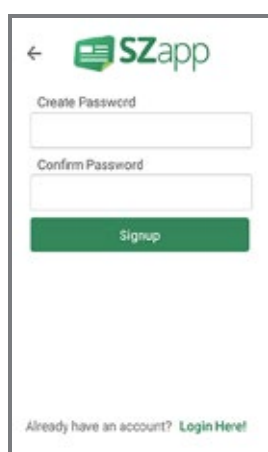 SZapp
Create Password
Confirm Password
Signup
Already have an account? Login Here!